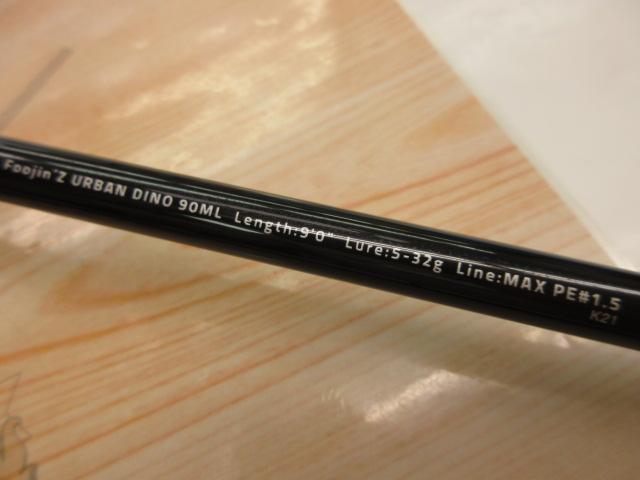 Foojin'Z URBAN DINO 90ML Length:9'0" Lure:5-32g Line:MAX PE#1.5
K21